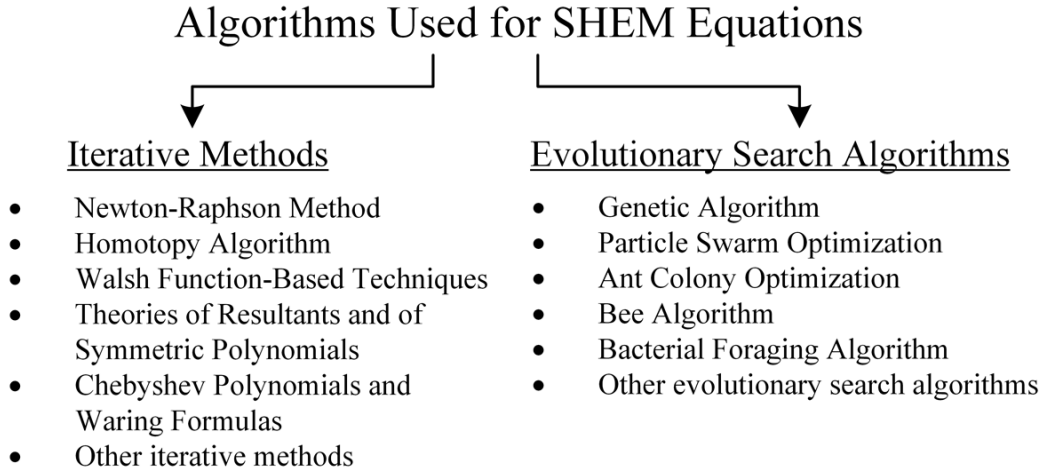 Algorithms Used for SHEM Equations
Iterative Methods
• Newton-Raphson Method
• Homotopy Algorithm
• Walsh Function-Based Techniques
• Theories of Resultants and of
Symmetric Polynomials
• Chebyshev Polynomials and
Waring Formulas
• Other iterative methods
Evolutionary Search Algorithms
• Genetic Algorithm
• Particle Swarm Optimization
• Ant Colony Optimization
• Bee Algorithm
• Bacterial Foraging Algorithm
• Other evolutionary search algorithms